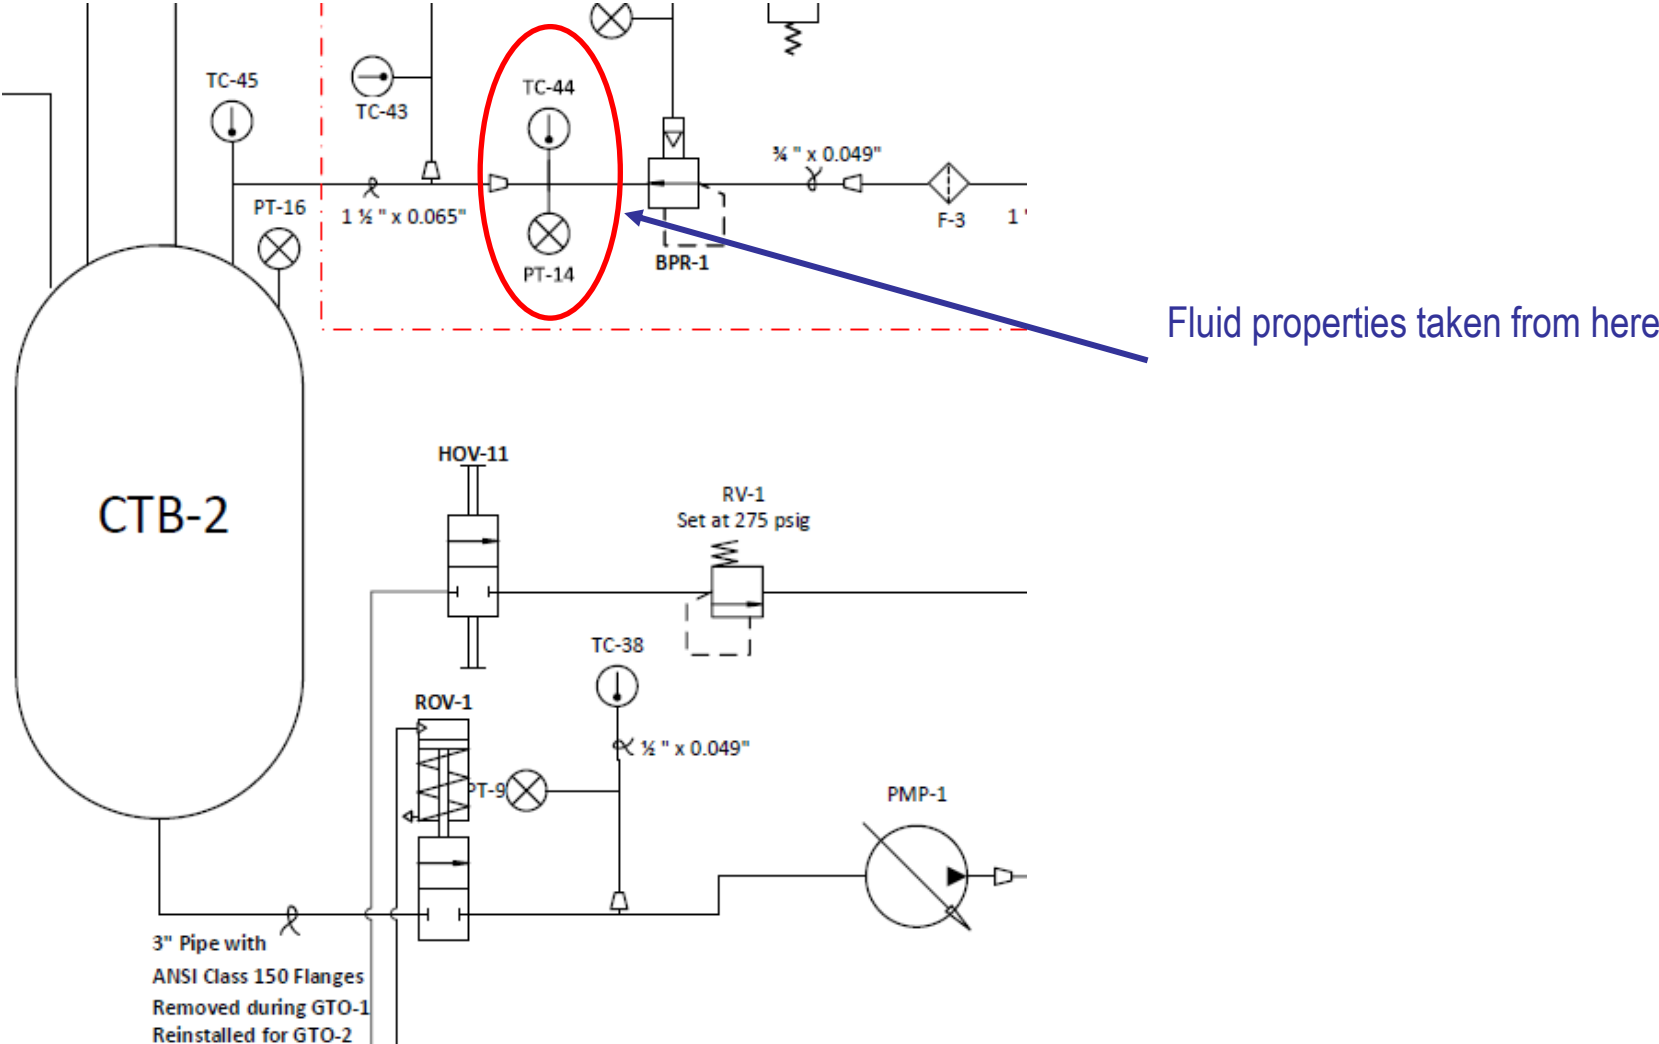 TC-45
TC-43
TC-44
¾ " x 0.049"
PT-16
1 ½ " x 0.065"
PT-14
BPR-1
F-3
1 "
Fluid properties taken from here
HOV-11
CTB-2
RV-1
Set at 275 psig
TC-38
ROV-1
½ " x 0.049"
PT-9
PMP-1
3" Pipe with
ANSI Class 150 Flanges
Removed during GTO-1
Reinstalled for GTO-2